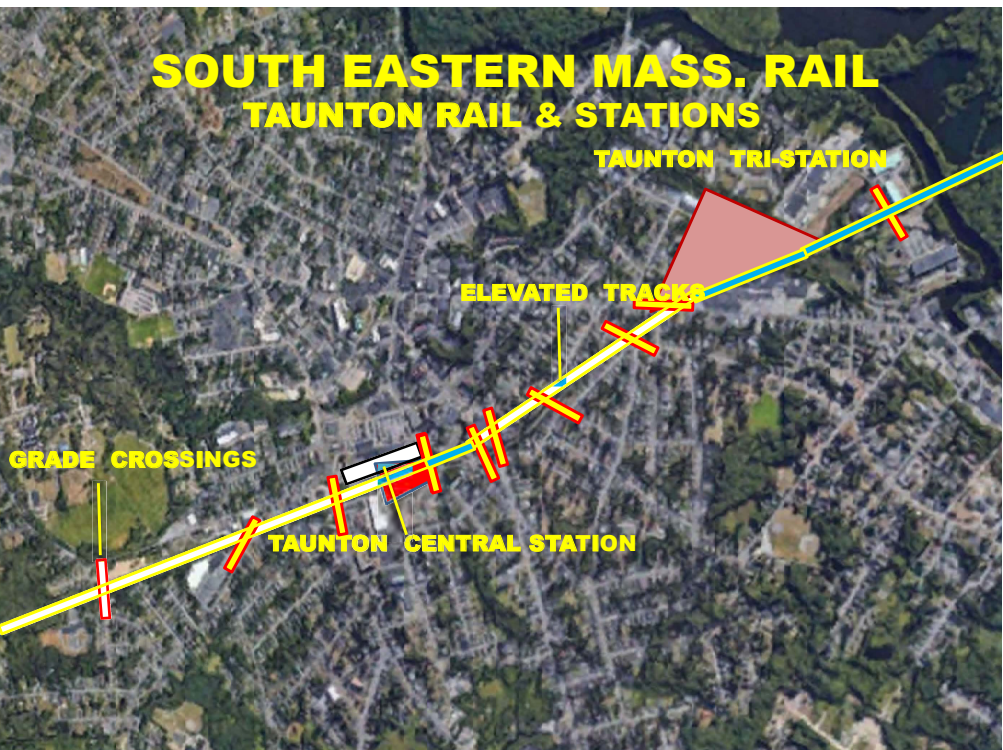 SOUTH EASTERN MASS. RAIL
TAUNTON RAIL & STATIONS
TAUNTON TRI-STATION
ELEVATED TRACKS
GRADE CROSSINGS
TAUNTON CENTRAL STATION